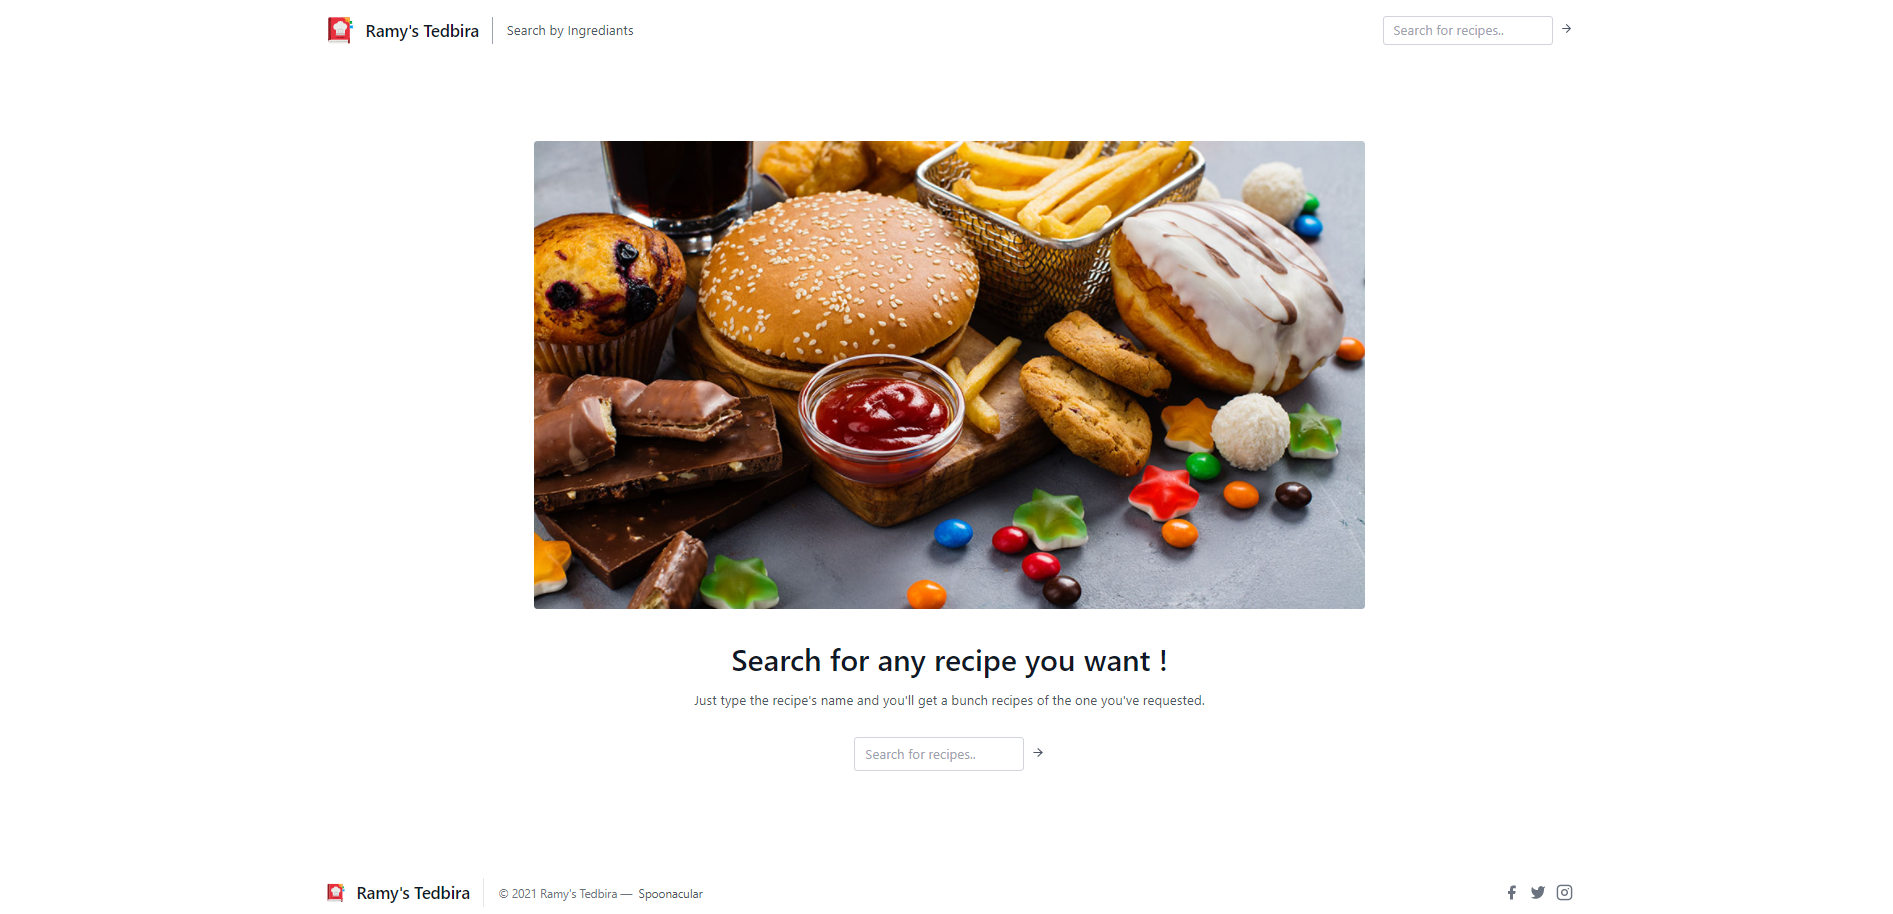 Ramy's Tedbira
Search by Ingrediants
Search for recipes..
Search for any recipe you want !
Just type the recipe's name and you'll get a bunch recipes of the one you've requested.
Search for recipes..
Ramy's Tedbira
© 2021 Ramy's Tedbira — Spoonacular